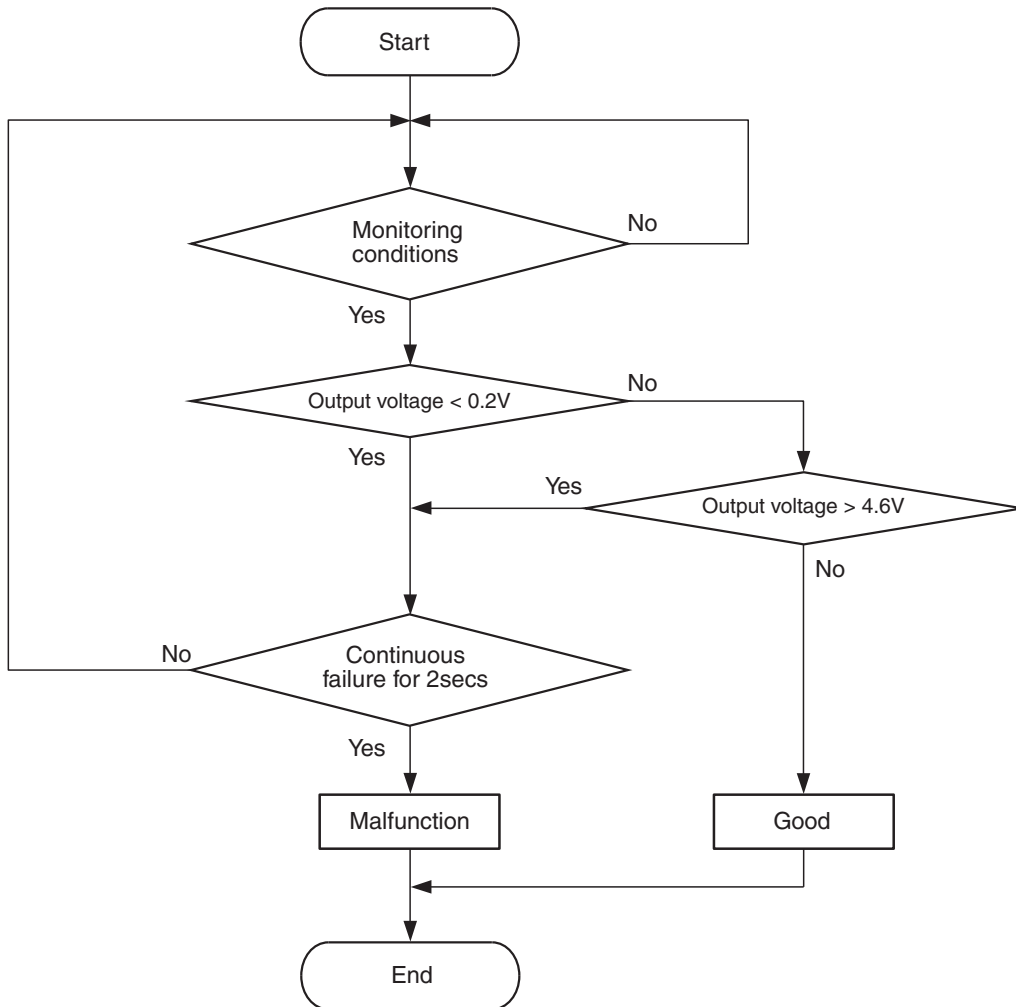 Start
Monitoring
conditions
No
Yes
Output voltage < 0.2V
No
Yes
Yes
Output voltage > 4.6V
No
Continuous
failure for 2secs
No
Yes
Malfunction
Good
End